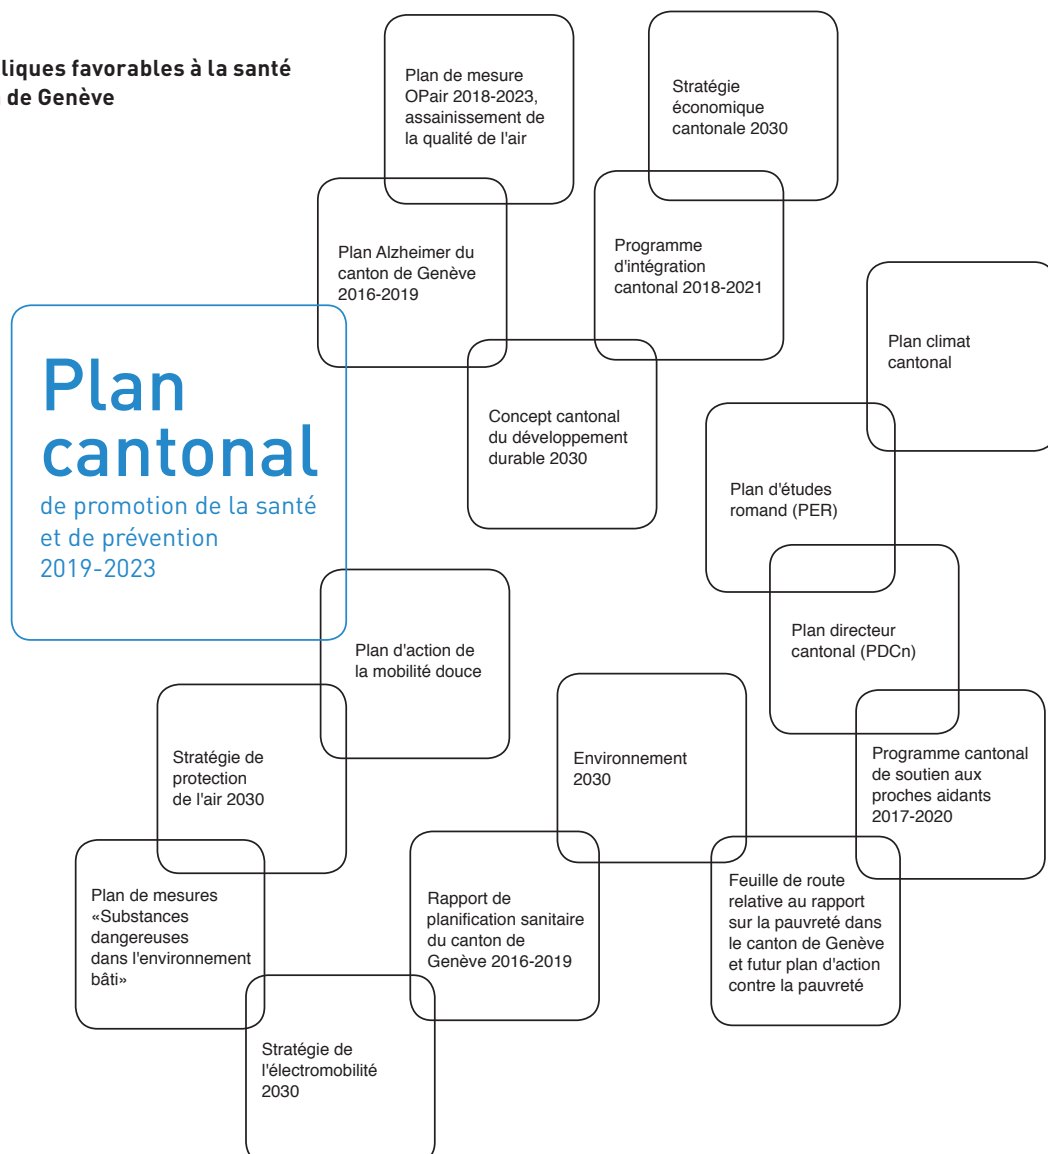 liques favorables à la santé
de Genève
Plan de mesure
OPair 2018-2023,
assainissement de
la qualité de l'air
Stratégie
économique
cantonale 2030
Plan Alzheimer du
canton de Genève
2016-2019
Programme
d'intégration
cantonal 2018-2021
Plan climat
cantonal
Plan
cantonal
de promotion de la santé
et de prévention
2019-2023
Concept cantonal
du développement
durable 2030
Plan d'études
romand (PER)
Plan directeur
cantonal (PDCn)
Plan d'action de
la mobilité douce
Stratégie de
protection
de l'air 2030
Environnement
2030
Programme cantonal
de soutien aux
proches aidants
2017-2020
Plan de mesures
«Substances
dangereuses
dans l'environnement
bâti»
Rapport de
planification sanitaire
du canton de
Genève 2016-2019
Feuille de route
relative au rapport
sur la pauvreté dans
le canton de Genève
et futur plan d'action
contre la pauvreté
Stratégie de
l'électromobilité
2030